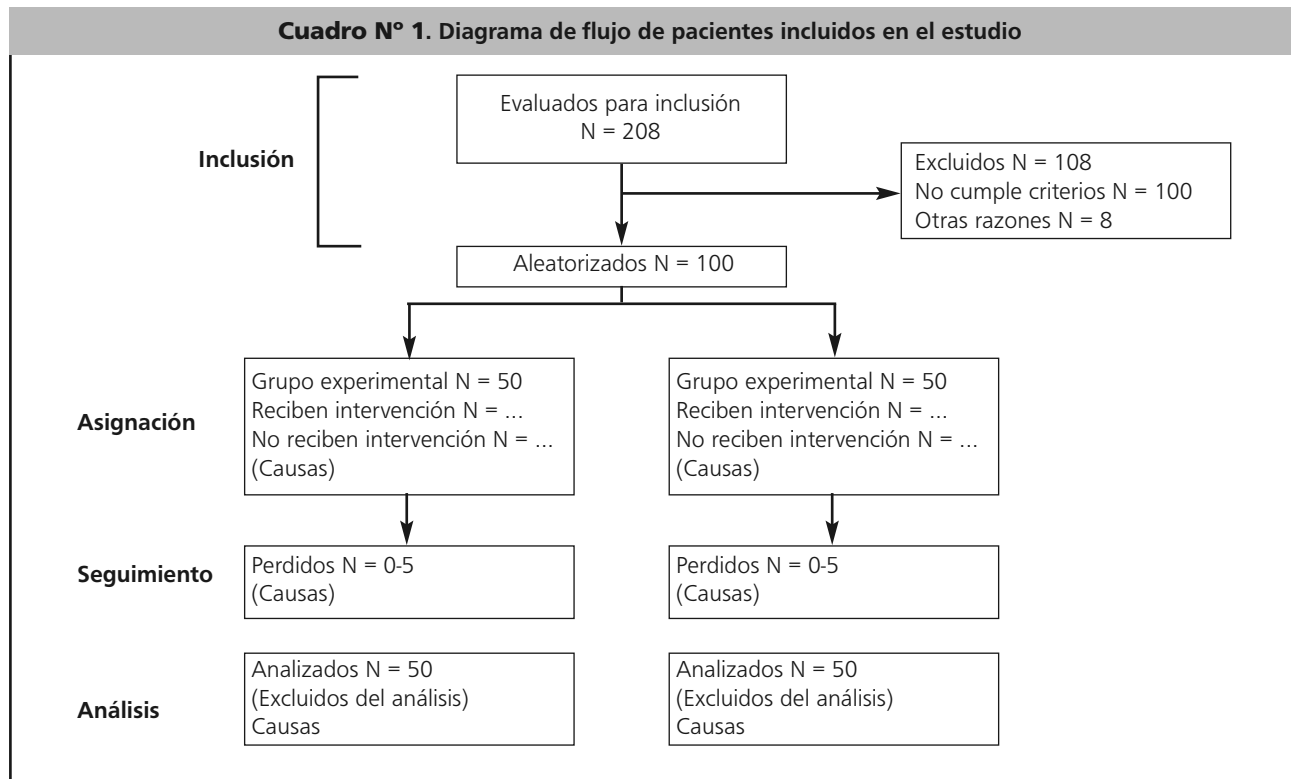 Cuadro Nº 1. Diagrama de flujo de pacientes incluidos en el estudio
Evaluados para inclusión
N = 208
Inclusión
Excluidos N = 108
No cumple criterios N = 100
Otras razones N = 8
Aleatorizados N = 100
Asignación
Grupo experimental N = 50
Reciben intervención N = ...
No reciben intervención N = ...
(Causas)
Grupo experimental N = 50
Reciben intervención N = ...
No reciben intervención N = ...
(Causas)
Seguimiento
Perdidos N = 0-5
(Causas)
Perdidos N = 0-5
(Causas)
Análisis
Analizados N = 50
(Excluidos del análisis)
Causas
Analizados N = 50
(Excluidos del análisis)
Causas